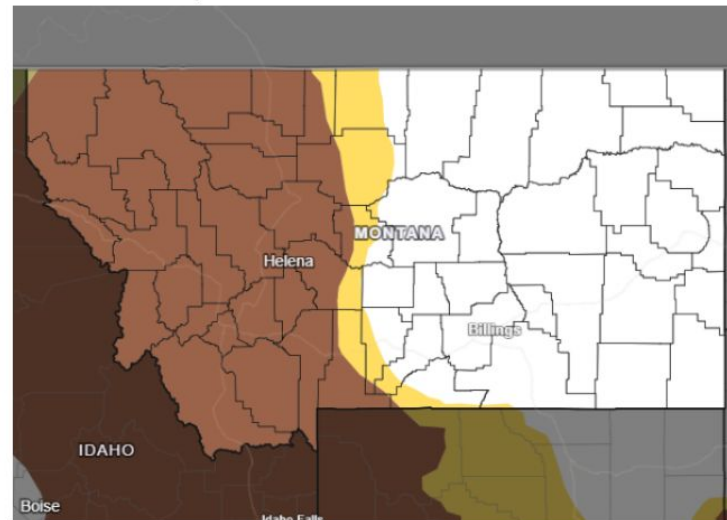 MONTANA
Helena
Billings
IDAHO
Boise
Idaho Falls